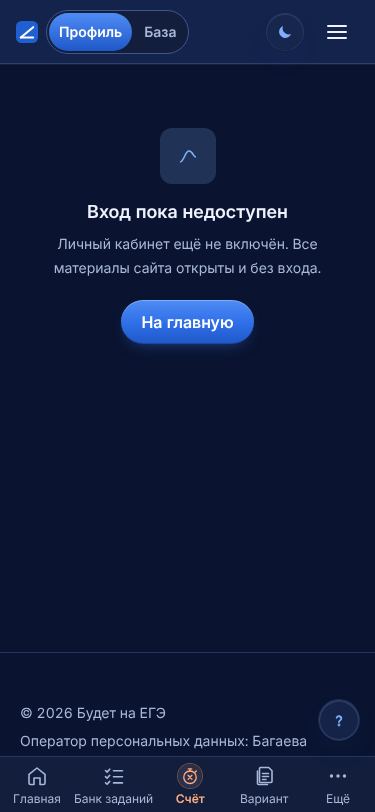 Профиль База
Вход пока недоступен
Личный кабинет ещё не включён. Все
материалы сайта открыты и без входа.
На главную
© 2026 Будет на ЕГЭ
?
Оператор персональных данных: Багаева
Главная Банк заданий Счёт Вариант Ещё